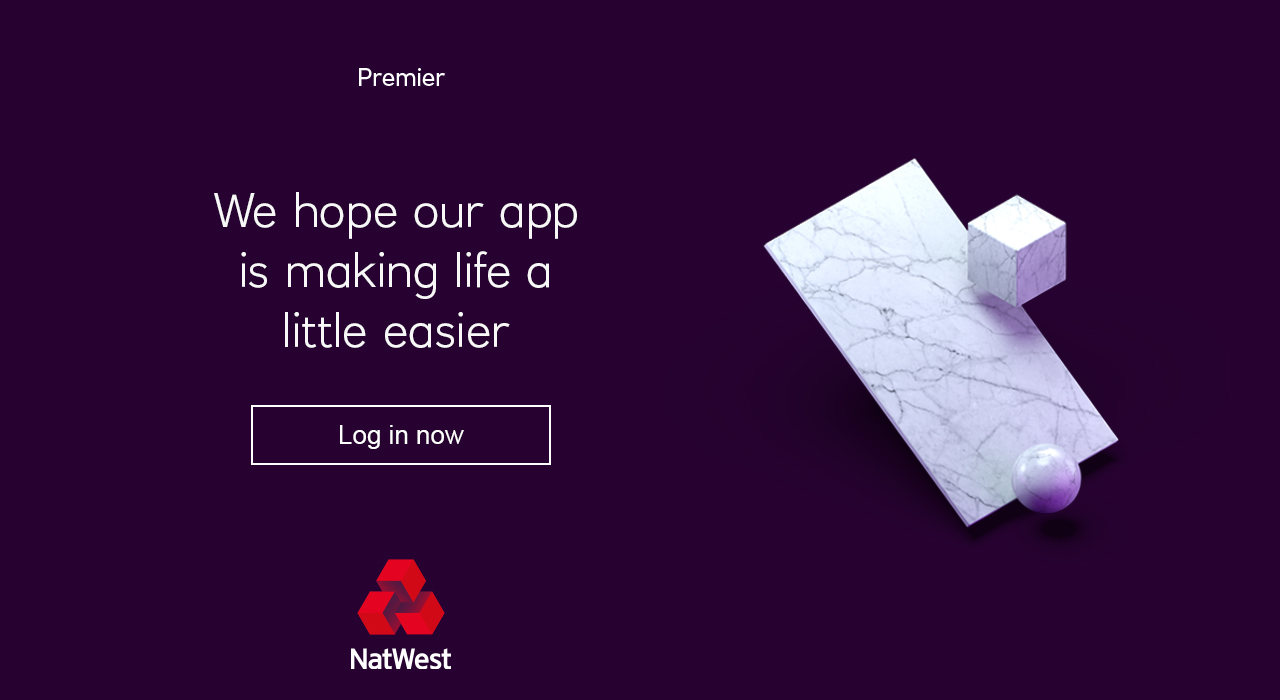 Premier
We hope our app
is making life a
little easier
Log in now
NatWest